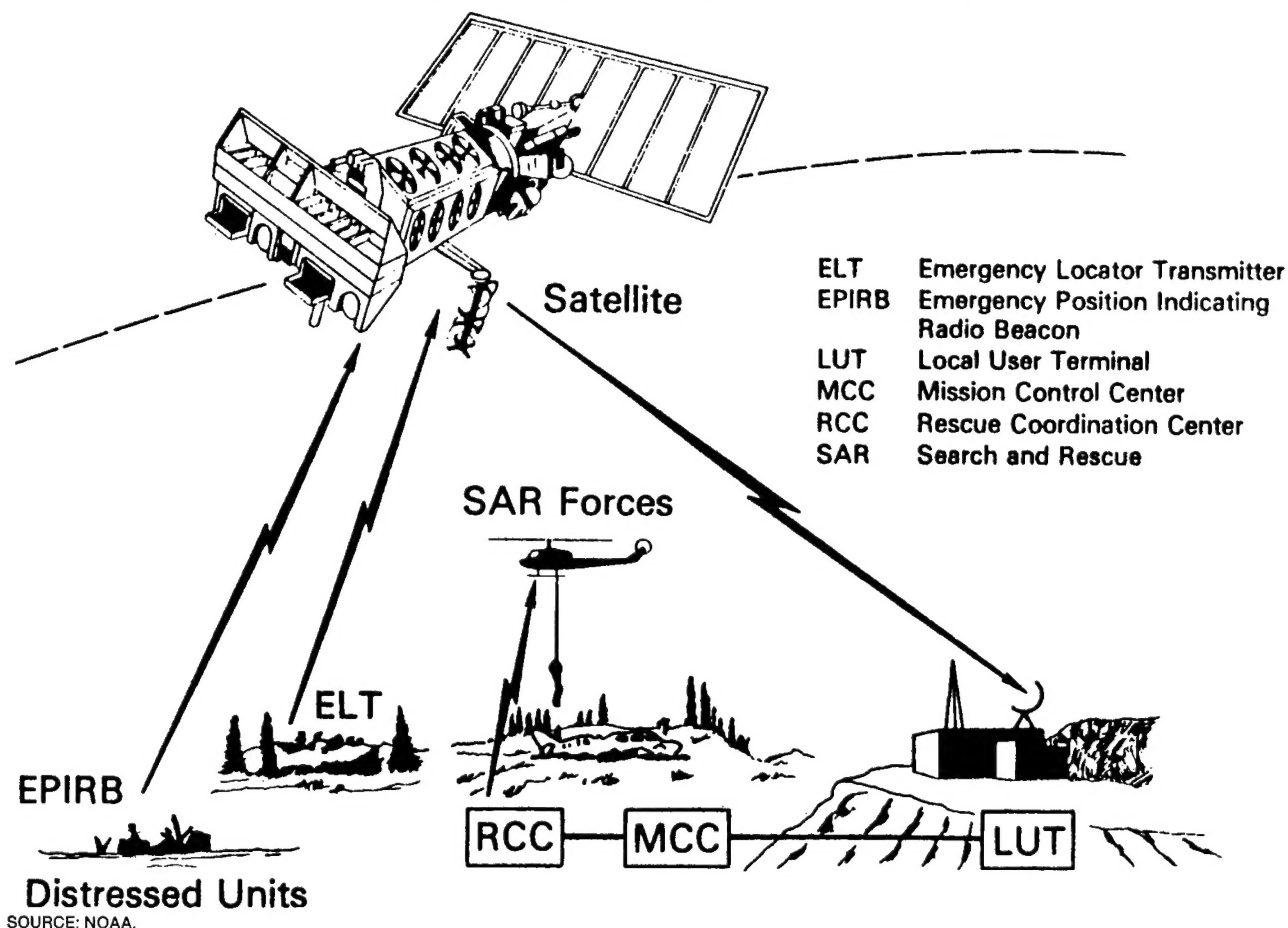 Satellite
ELT Emergency Locator Transmitter
EPIRB Emergency Position Indicating
Radio Beacon
LUT Local User Terminal
MCC Mission Control Center
RCC Rescue Coordination Center
SAR Search and Rescue
SAR Forces
ELT
EPIRB
RCC
MCC
LUT
Distressed Units
SOURCE: NOAA.